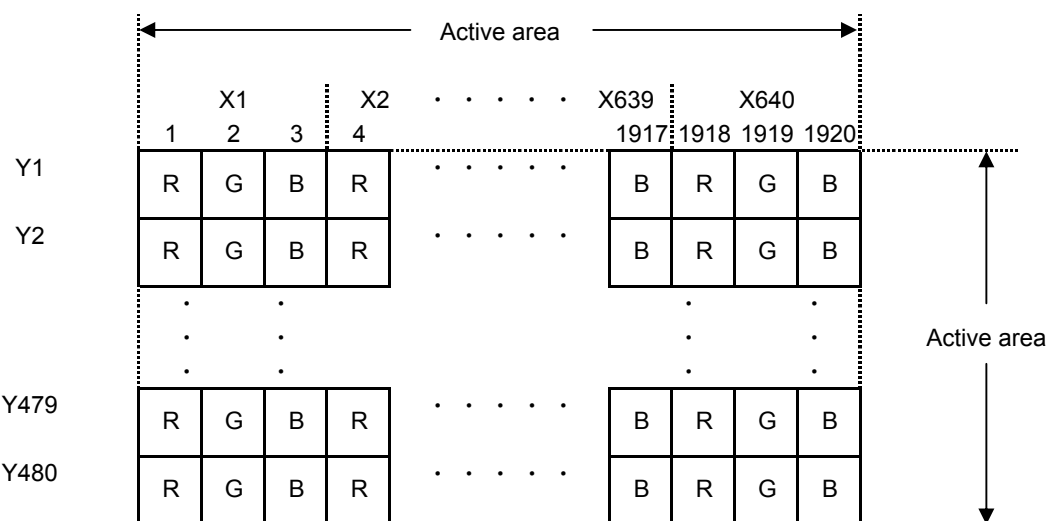 Active area
X1 X2 · · · · · X639 X640
1 2 3 4 1917 1918 1919 1920
Y1 R G B R · · · · · B R G B
Y2 R G B R · · · · · B R G B
Active area
Y479 R G B R · · · · · B R G B
Y480 R G B R · · · · · B R G B